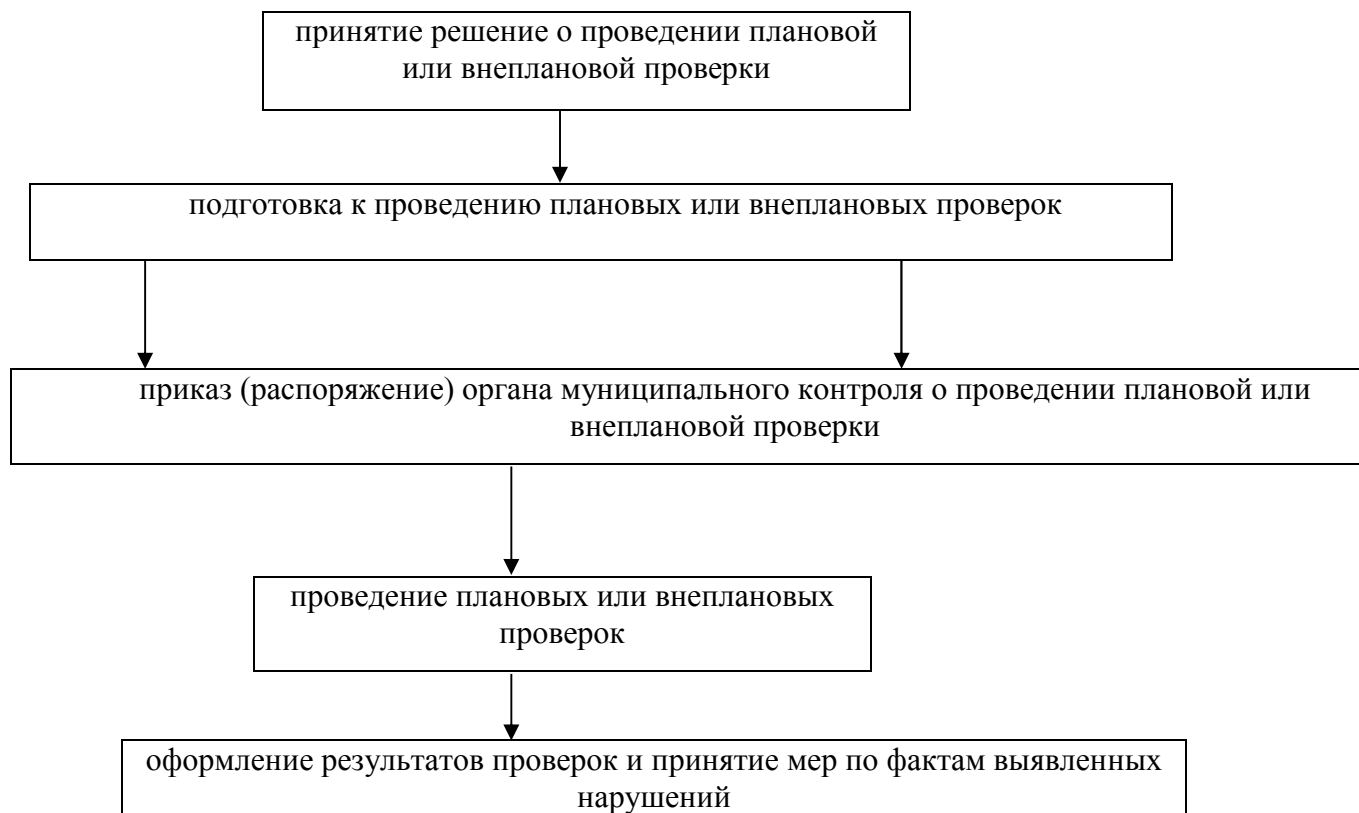 принятие решение о проведении плановой
или внеплановой проверки
подготовка к проведению плановых или внеплановых проверок
приказ (распоряжение) органа муниципального контроля о проведении плановой или
внеплановой проверки
проведение плановых или внеплановых
проверок
оформление результатов проверок и принятие мер по фактам выявленных
нарушений